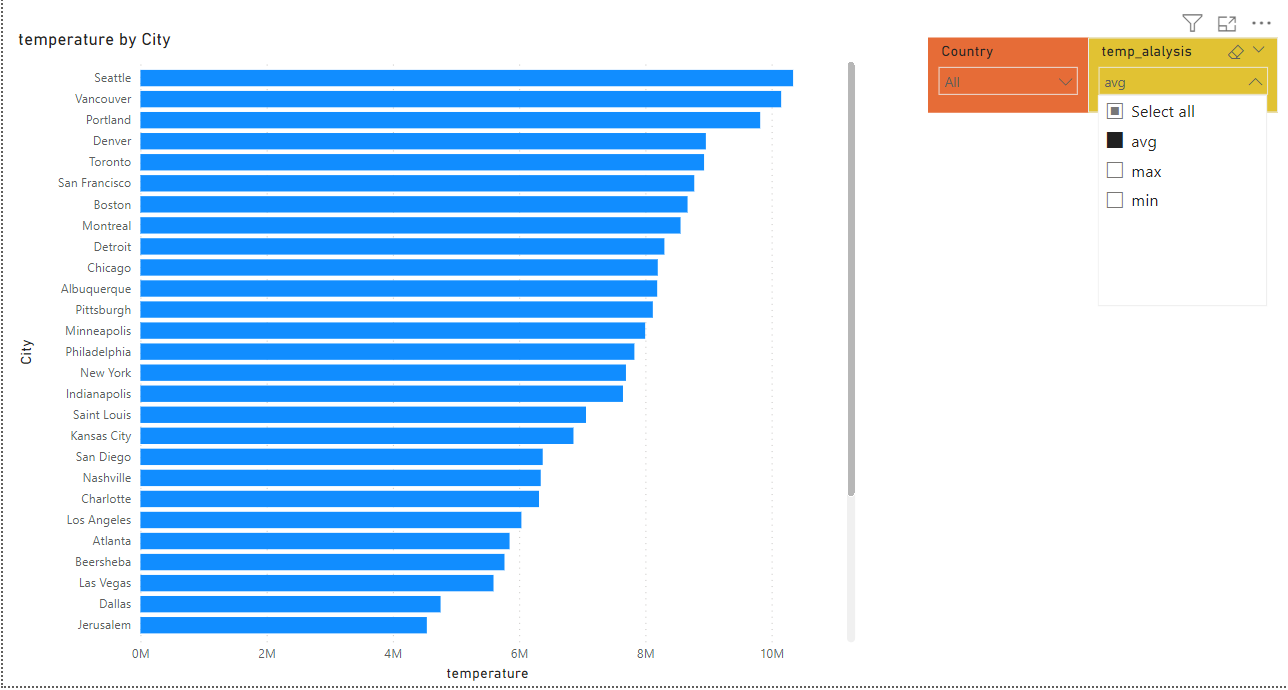 temperature by City
Seattle
Vancouver
Portland
Denver
Toronto
San Francisco
Boston
Montreal
Detroit
Chicago
Albuquerque
Pittsburgh
Minneapolis
Philadelphia
New York
Indianapolis
Saint Louis
Kansas City
San Diego
Nashville
Charlotte
Los Angeles
Atlanta
Beersheba
Las Vegas
Dallas
Jerusalem
City
0M 2M 4M 6M 8M 10M
temperature
Country
All
temp_alalysis
avg
Select all
avg
max
min